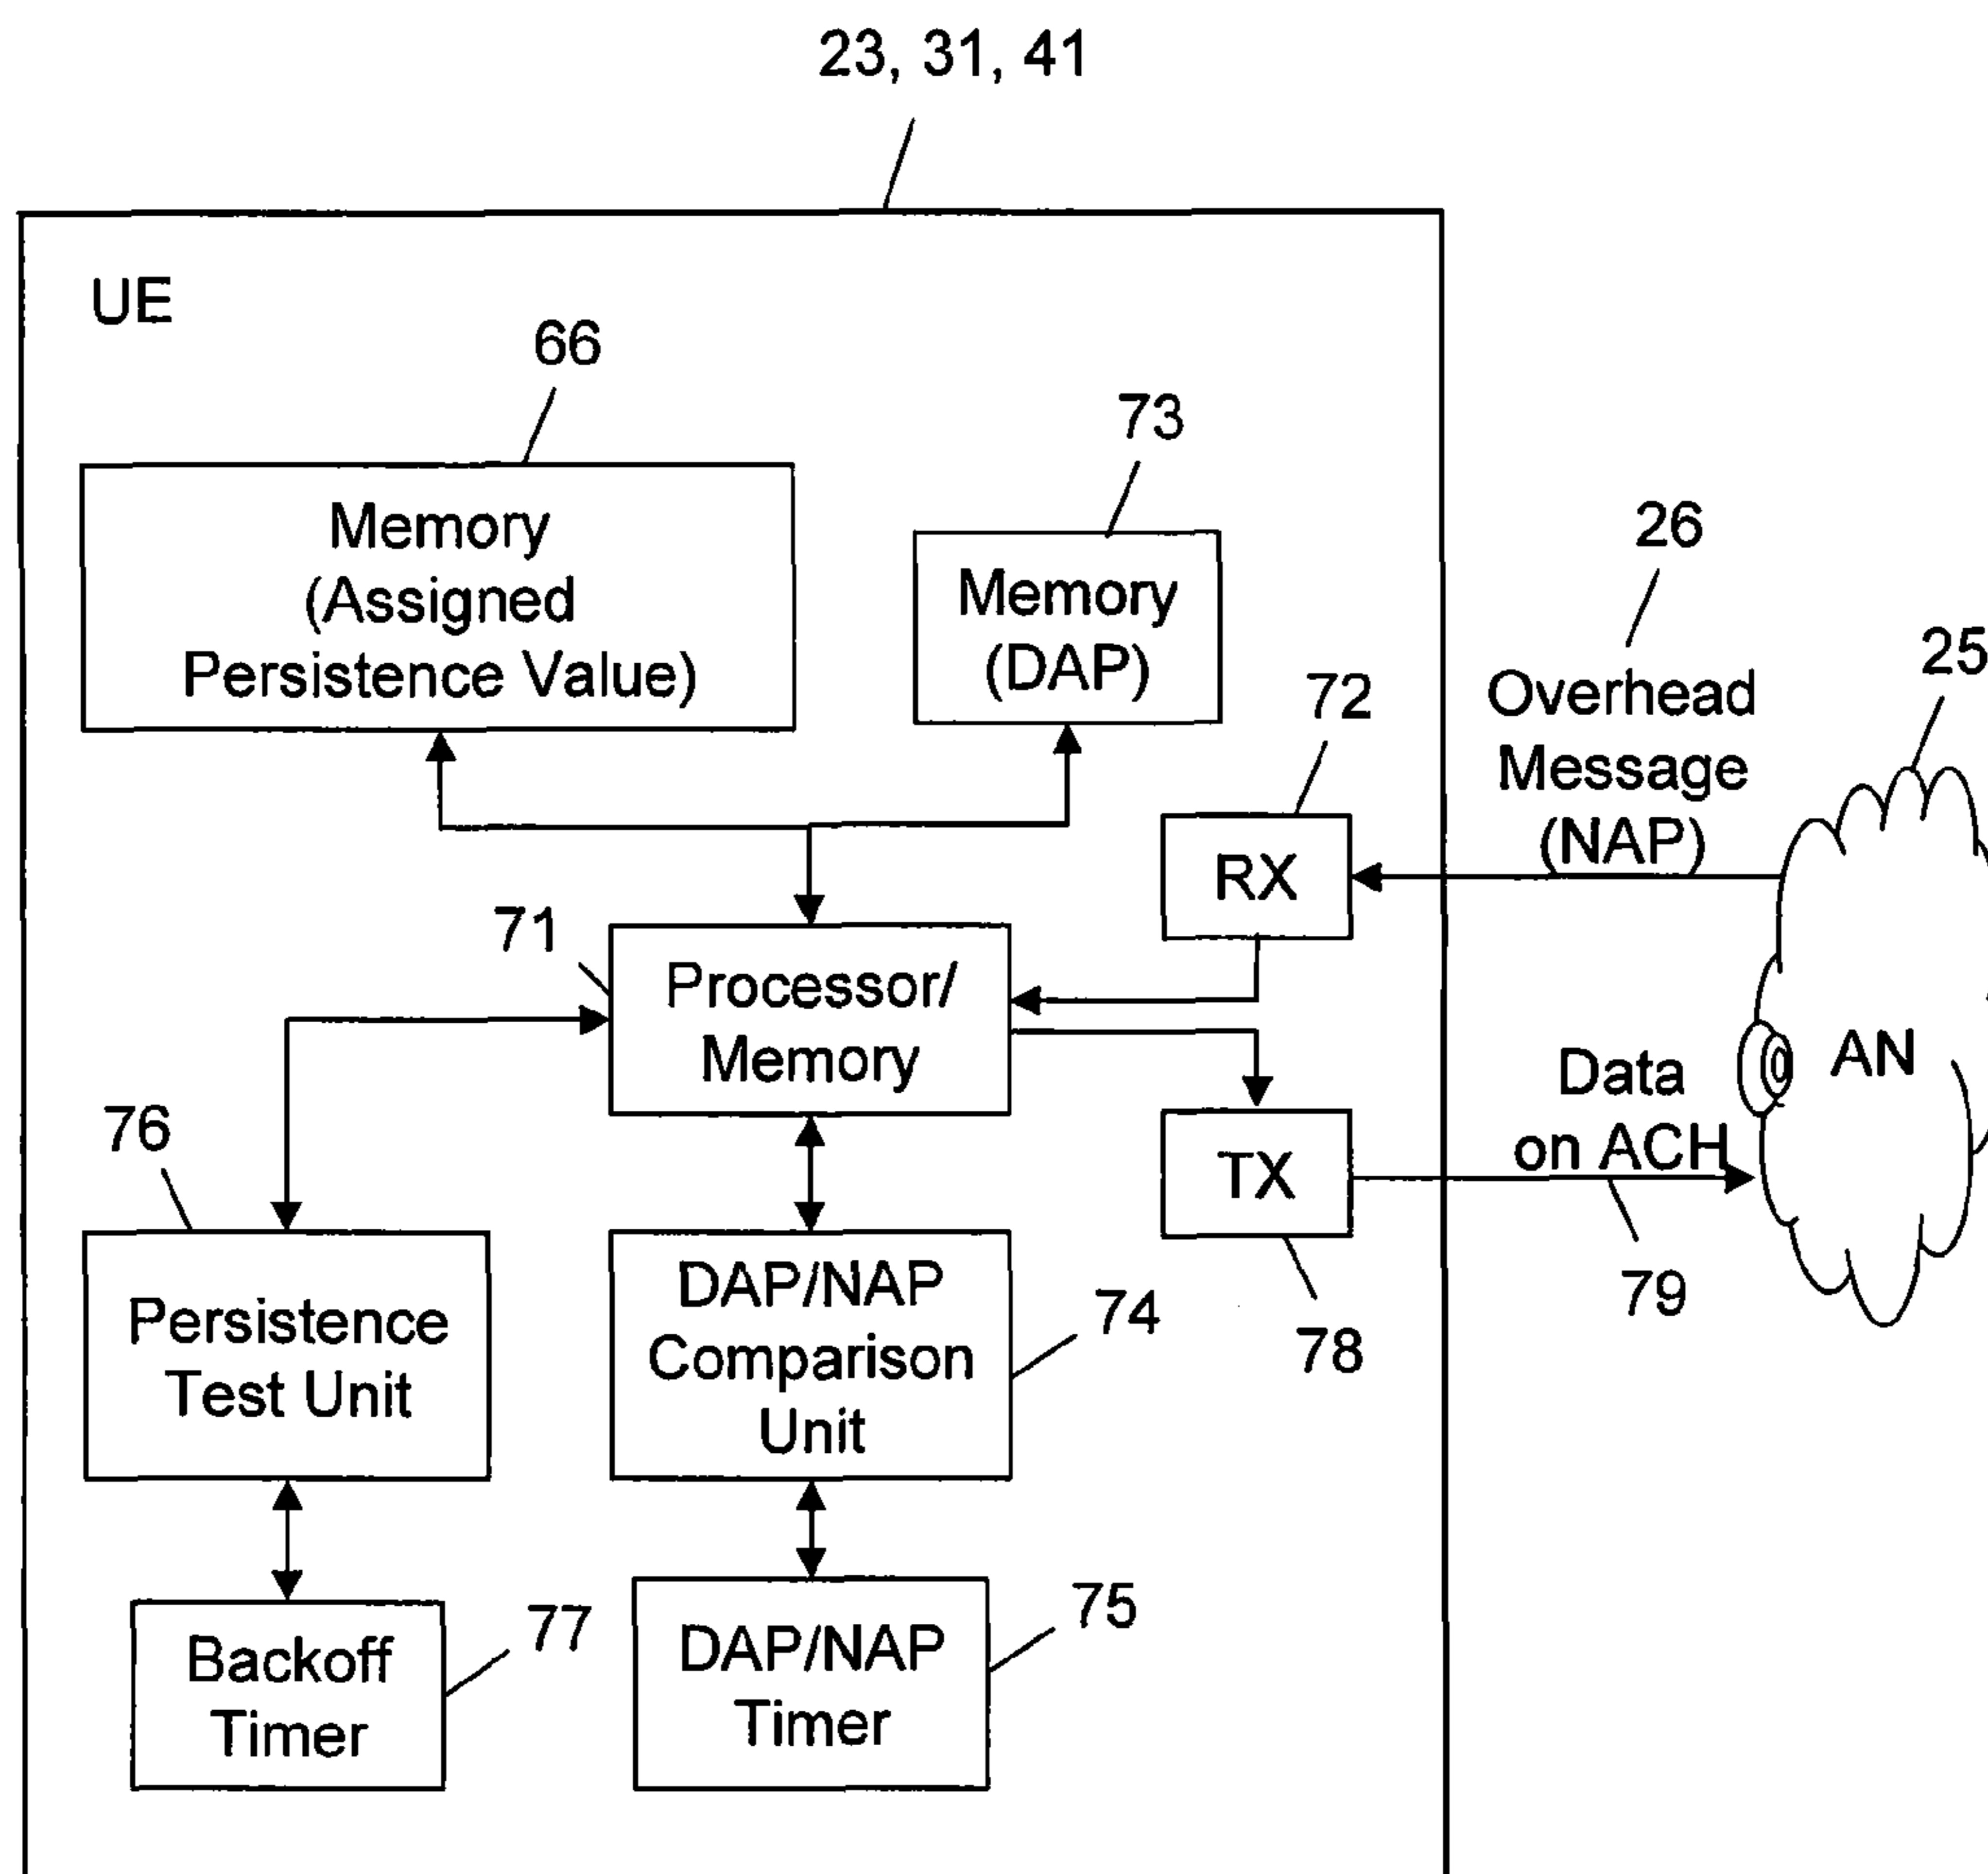 23, 31, 41
UE
66
73
Memory
(Assigned
Persistence Value)
Memory
(DAP)
26
Overhead
Message
(NAP)
25
72
RX
71
Processor/
Memory
AN
Data
on ACH
76
TX
79
78
Persistence
Test Unit
DAP/NAP
Comparison
Unit
74
77
Backoff
Timer
75
DAP/NAP
Timer